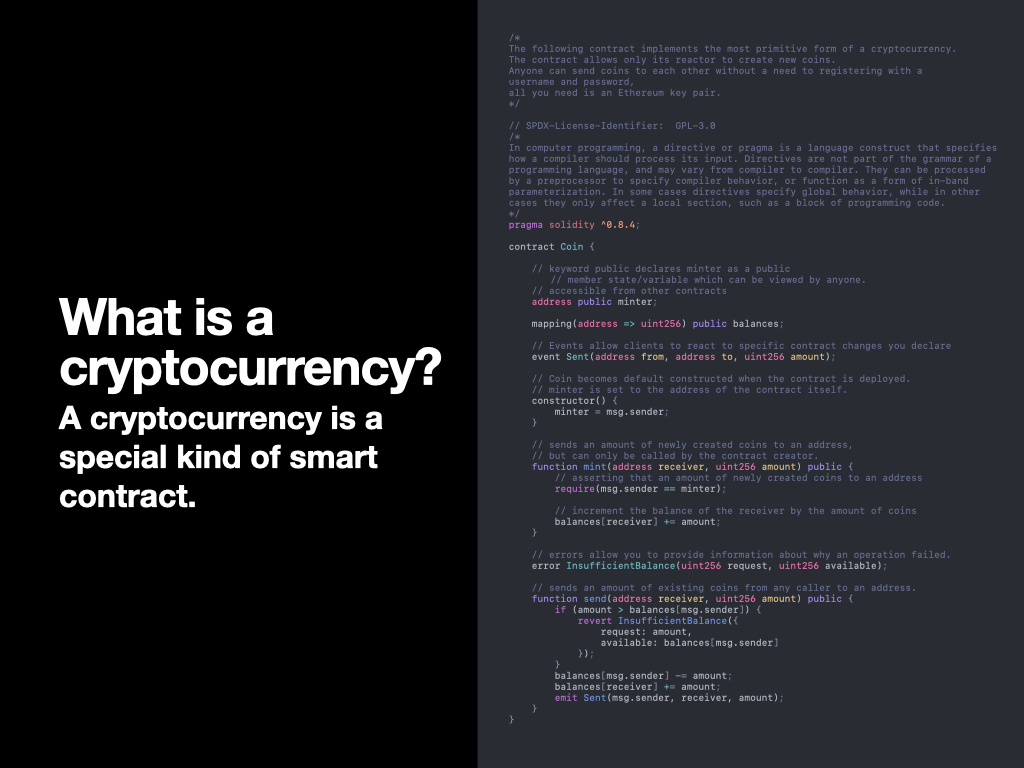 What is a
cryptocurrency?
A cryptocurrency is a
special kind of smart
contract.
/*
The following contract implements the most primitive form of a cryptocurrency.
The contract allows only its reactor to create new coins.
Anyone can send coins to each other without a need to registering with a
username and password,
all you need is an Ethereum key pair.
*/
// SPDX-License-Identifier:  GPL-3.0
/*
In computer programming, a directive or pragma is a language construct that specifies
how a compiler should process its input. Directives are not part of the grammar of a
programming language, and may vary from compiler to compiler. They can be processed
by a preprocessor to specify compiler behavior, or function as a form of in-band
parameterization. In some cases directives specify global behavior, while in other
cases they only affect a local section, such as a block of programming code.
*/
pragma solidity ^0.8.4;
contract Coin {
// keyword public declares minter as a public
// member state/variable which can be viewed by anyone.
// accessible from other contracts
address public minter;
mapping(address => uint256) public balances;
// Events allow clients to react to specific contract changes you declare
event Sent(address from, address to, uint256 amount);
// Coin becomes default constructed when the contract is deployed.
// minter is set to the address of the contract itself.
constructor() {
minter = msg.sender;
}
// sends an amount of newly created coins to an address,
// but can only be called by the contract creator.
function mint(address receiver, uint256 amount) public {
// asserting that an amount of newly created coins to an address
require(msg.sender == minter);
// increment the balance of the receiver by the amount of coins
balances[receiver] += amount;
}
// errors allow you to provide information about why an operation failed.
error InsufficientBalance(uint256 request, uint256 available);
// sends an amount of existing coins from any caller to an address.
function send(address receiver, uint256 amount) public {
if (amount > balances[msg.sender]) {
revert InsufficientBalance({
request: amount,
available: balances[msg.sender]
});
}
balances[msg.sender] -= amount;
balances[receiver] += amount;
emit Sent(msg.sender, receiver, amount);
}
}